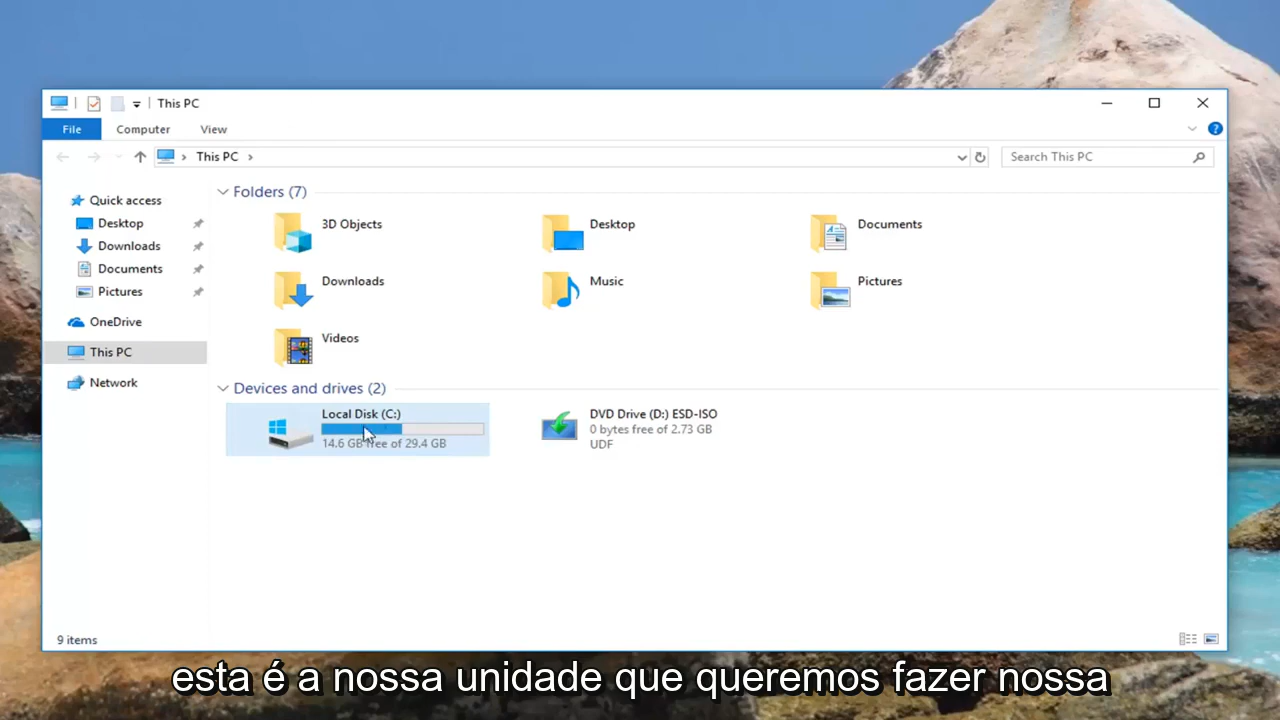 This PC
File
Computer
View
This PC
Search This PC
Quick access
Desktop
Downloads
Documents
Pictures
OneDrive
This PC
Network
Folders (7)
3D Objects
Desktop
Documents
Downloads
Music
Pictures
Videos
Devices and drives (2)
Local Disk (C:)
14.6 GB free of 29.4 GB
DVD Drive (D:) ESD-ISO
0 bytes free of 2.73 GB
UDF
9 items
esta é a nossa unidade que queremos fazer nossa